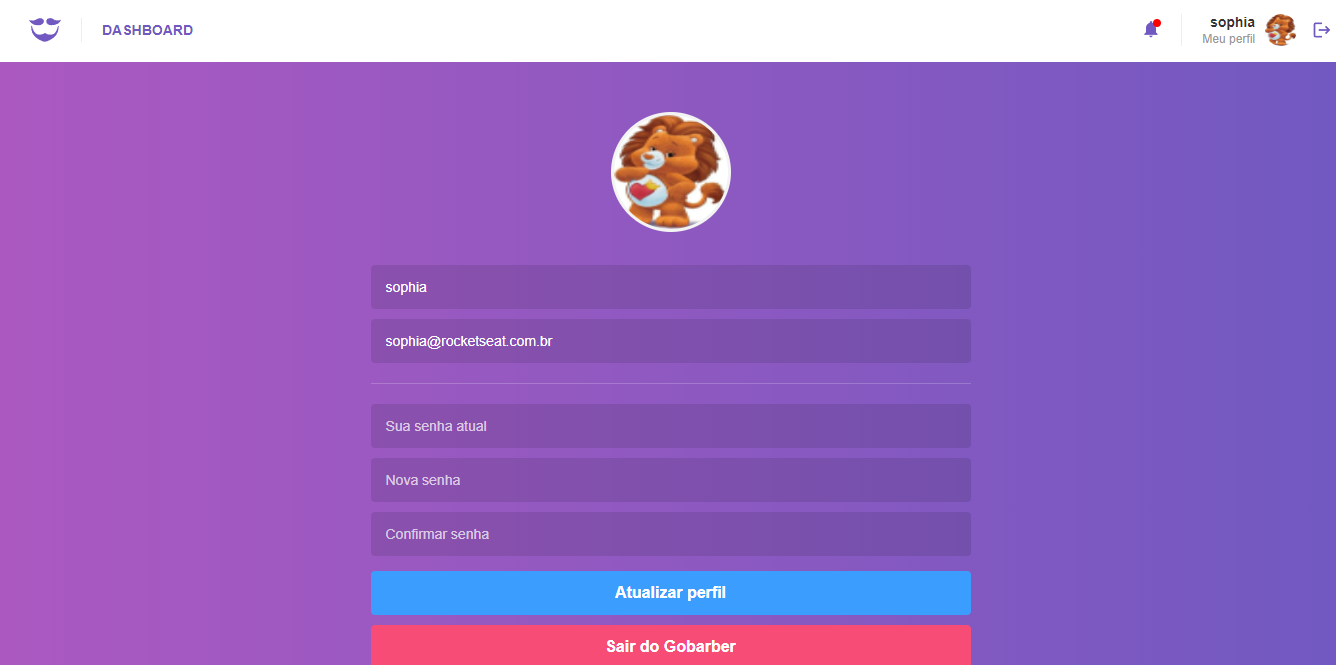 DASHBOARD
sophia
Meu perfil
sophia
sophia@rocketseat.com.br
Sua senha atual
Nova senha
Confirmar senha
Atualizar perfil
Sair do Gobarber